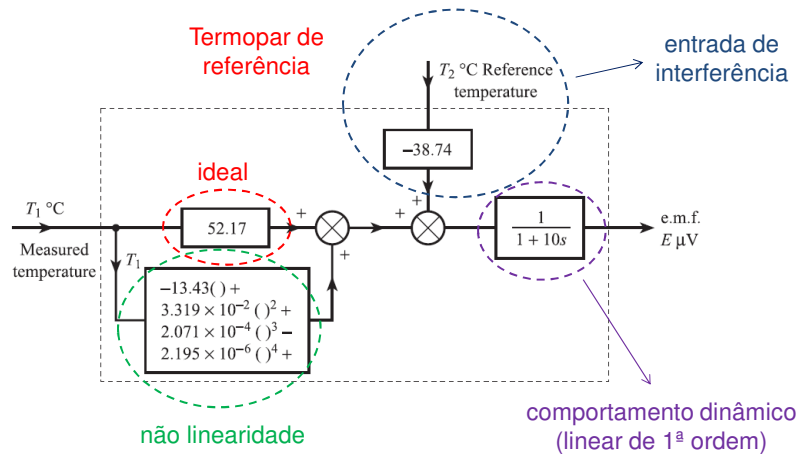 Termopar de
referência
entrada de
interferência
T₂ °C Reference
temperature
−38.74
ideal
T₁ °C
Measured
temperature
52.17
+
+
+
+
T₁
1
1 + 10s
e.m.f.
E μV
−13.43( ) +
3.319 × 10⁻² ( )² +
2.071 × 10⁻⁴ ( )³ −
2.195 × 10⁻⁶ ( )⁴ +
não linearidade
comportamento dinâmico
(linear de 1ª ordem)